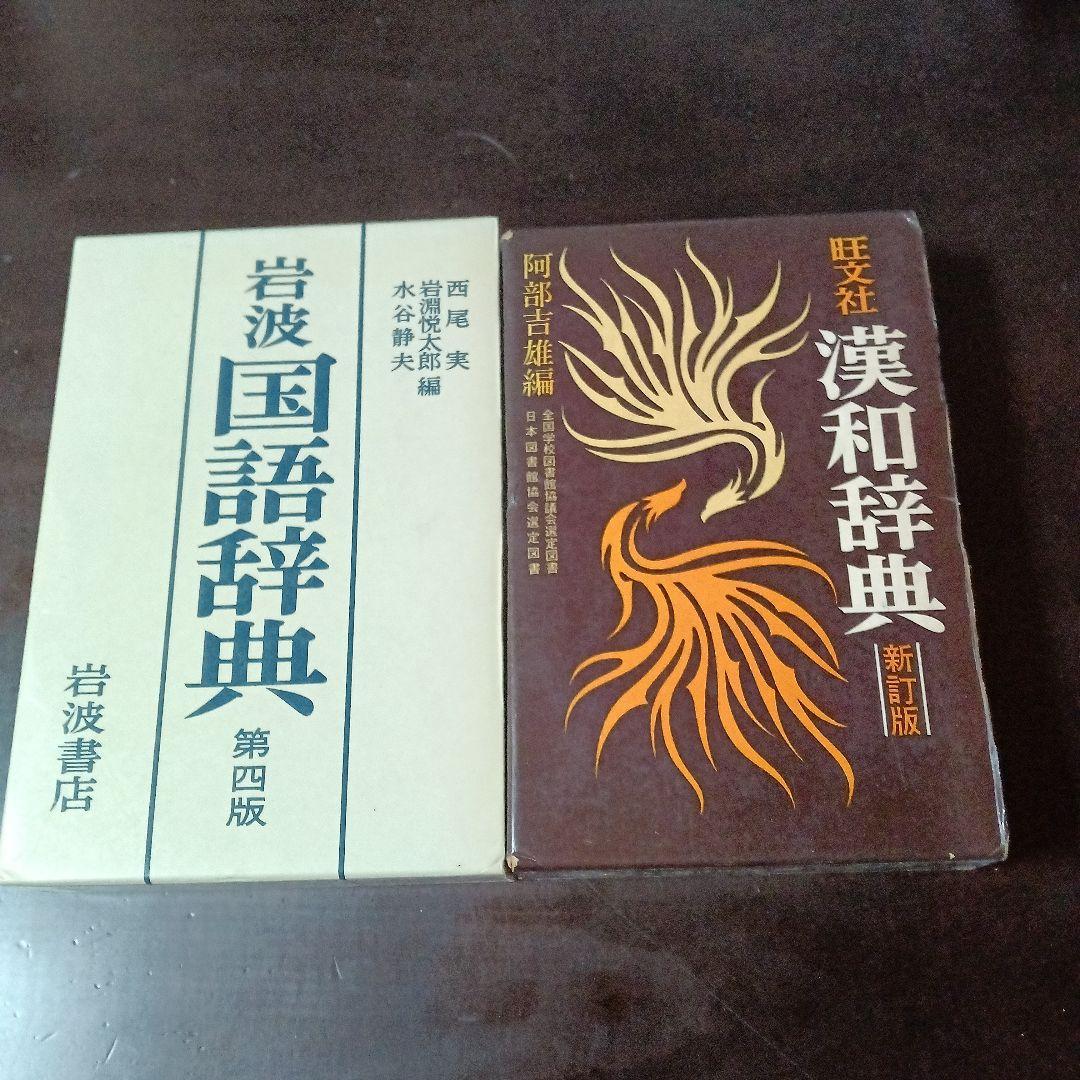 西尾実
岩淵悦太郎 編
水谷静夫
岩波
国語辞典
第四版
岩波書店
旺文社
漢和辞典
新訂版
阿部吉雄編
全国学校図書館協議会選定図書
日本図書館協会選定図書